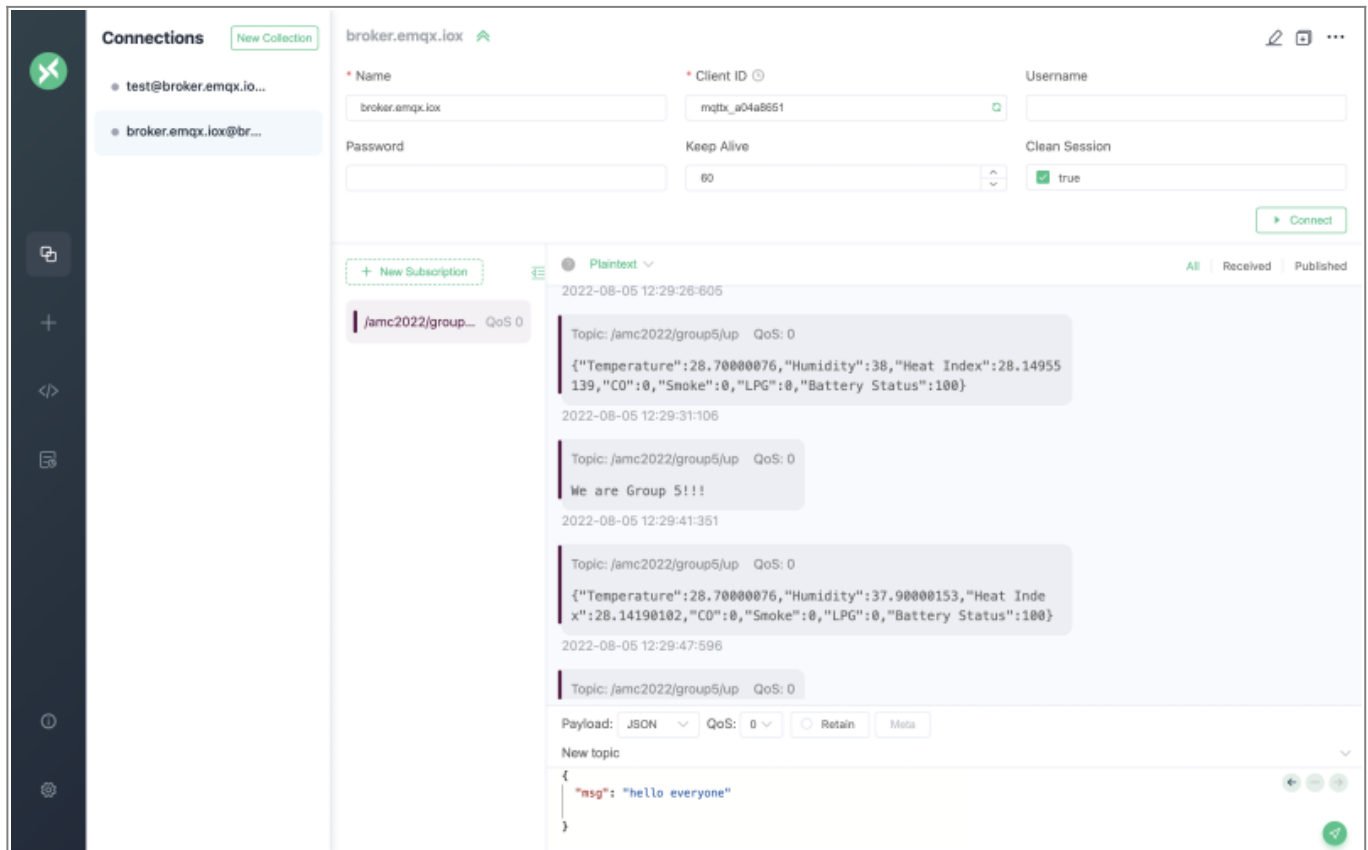 Connections
New Collection
test@broker.emqx.io...
broker.emqx.iox@br...
broker.emqx.iox
* Name
* Client ID
Username
broker.emqx.iox
mqttx_a04a8651
Password
Keep Alive
Clean Session
60
true
Connect
+ New Subscription
Plaintext
All
Received
Published
/amc2022/group... QoS 0
2022-08-05 12:29:26:605
Topic: /amc2022/group5/up QoS: 0
{"Temperature":28.70000076,"Humidity":38,"Heat Index":28.14955
139,"CO":0,"Smoke":0,"LPG":0,"Battery Status":100}
2022-08-05 12:29:31:106
Topic: /amc2022/group5/up QoS: 0
We are Group 5!!!
2022-08-05 12:29:41:351
Topic: /amc2022/group5/up QoS: 0
{"Temperature":28.70000076,"Humidity":37.90000153,"Heat Inde
x":28.14190102,"CO":0,"Smoke":0,"LPG":0,"Battery Status":100}
2022-08-05 12:29:47:596
Topic: /amc2022/group5/up QoS: 0
Payload: JSON QoS: 0 Retain Meta
New topic
{
"msg": "hello everyone"
}